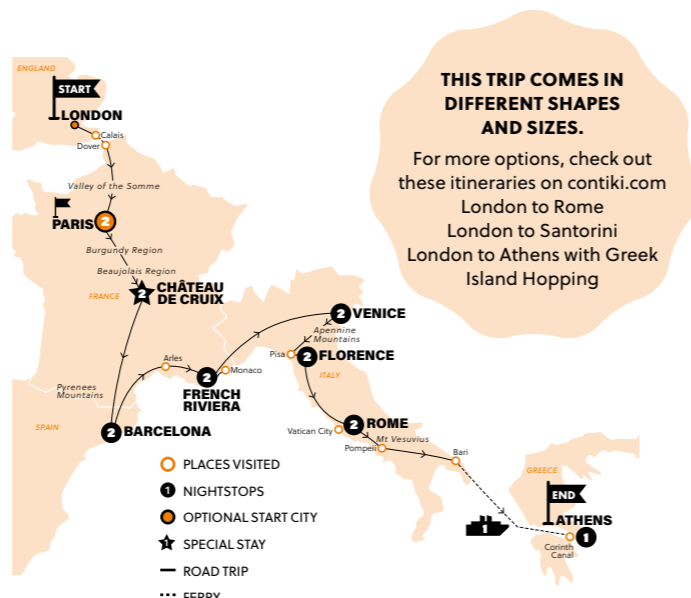 ENGLAND
START
LONDON
Calais
Dover
Valley of the Somme
PARIS
2
Burgundy Region
Beaujolais Region
FRANCE
2
CHÂTEAU
DE CRUIX
Pyrenees
Mountains
SPAIN
2
BARCELONA
Arles
2
FRENCH
RIVIERA
Monaco
2
VENICE
Apennine
Mountains
Pisa
2
FLORENCE
ITALY
2
ROME
Vatican City
Mt Vesuvius
Pompeii
Bari
1
GREECE
END
ATHENS
1
Corinth
Canal
THIS TRIP COMES IN
DIFFERENT SHAPES
AND SIZES.
For more options, check out
these itineraries on contiki.com
London to Rome
London to Santorini
London to Athens with Greek
Island Hopping
PLACES VISITED
1 NIGHTSTOPS
OPTIONAL START CITY
1 SPECIAL STAY
ROAD TRIP
FERRY